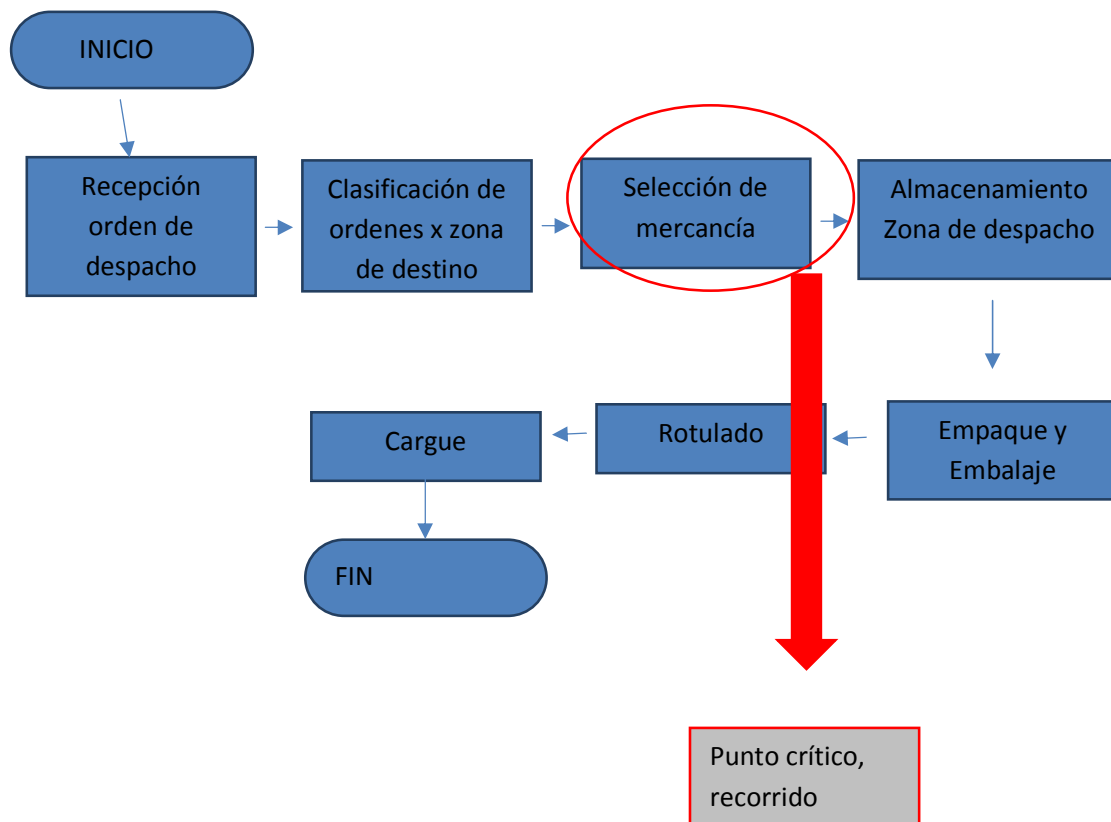 INICIO
Recepción
orden de
despacho
Clasificación de
ordenes x zona
de destino
Selección de
mercancía
Almacenamiento
Zona de despacho
Empaque y
Embalaje
Rotulado
Cargue
FIN
Punto crítico,
recorrido